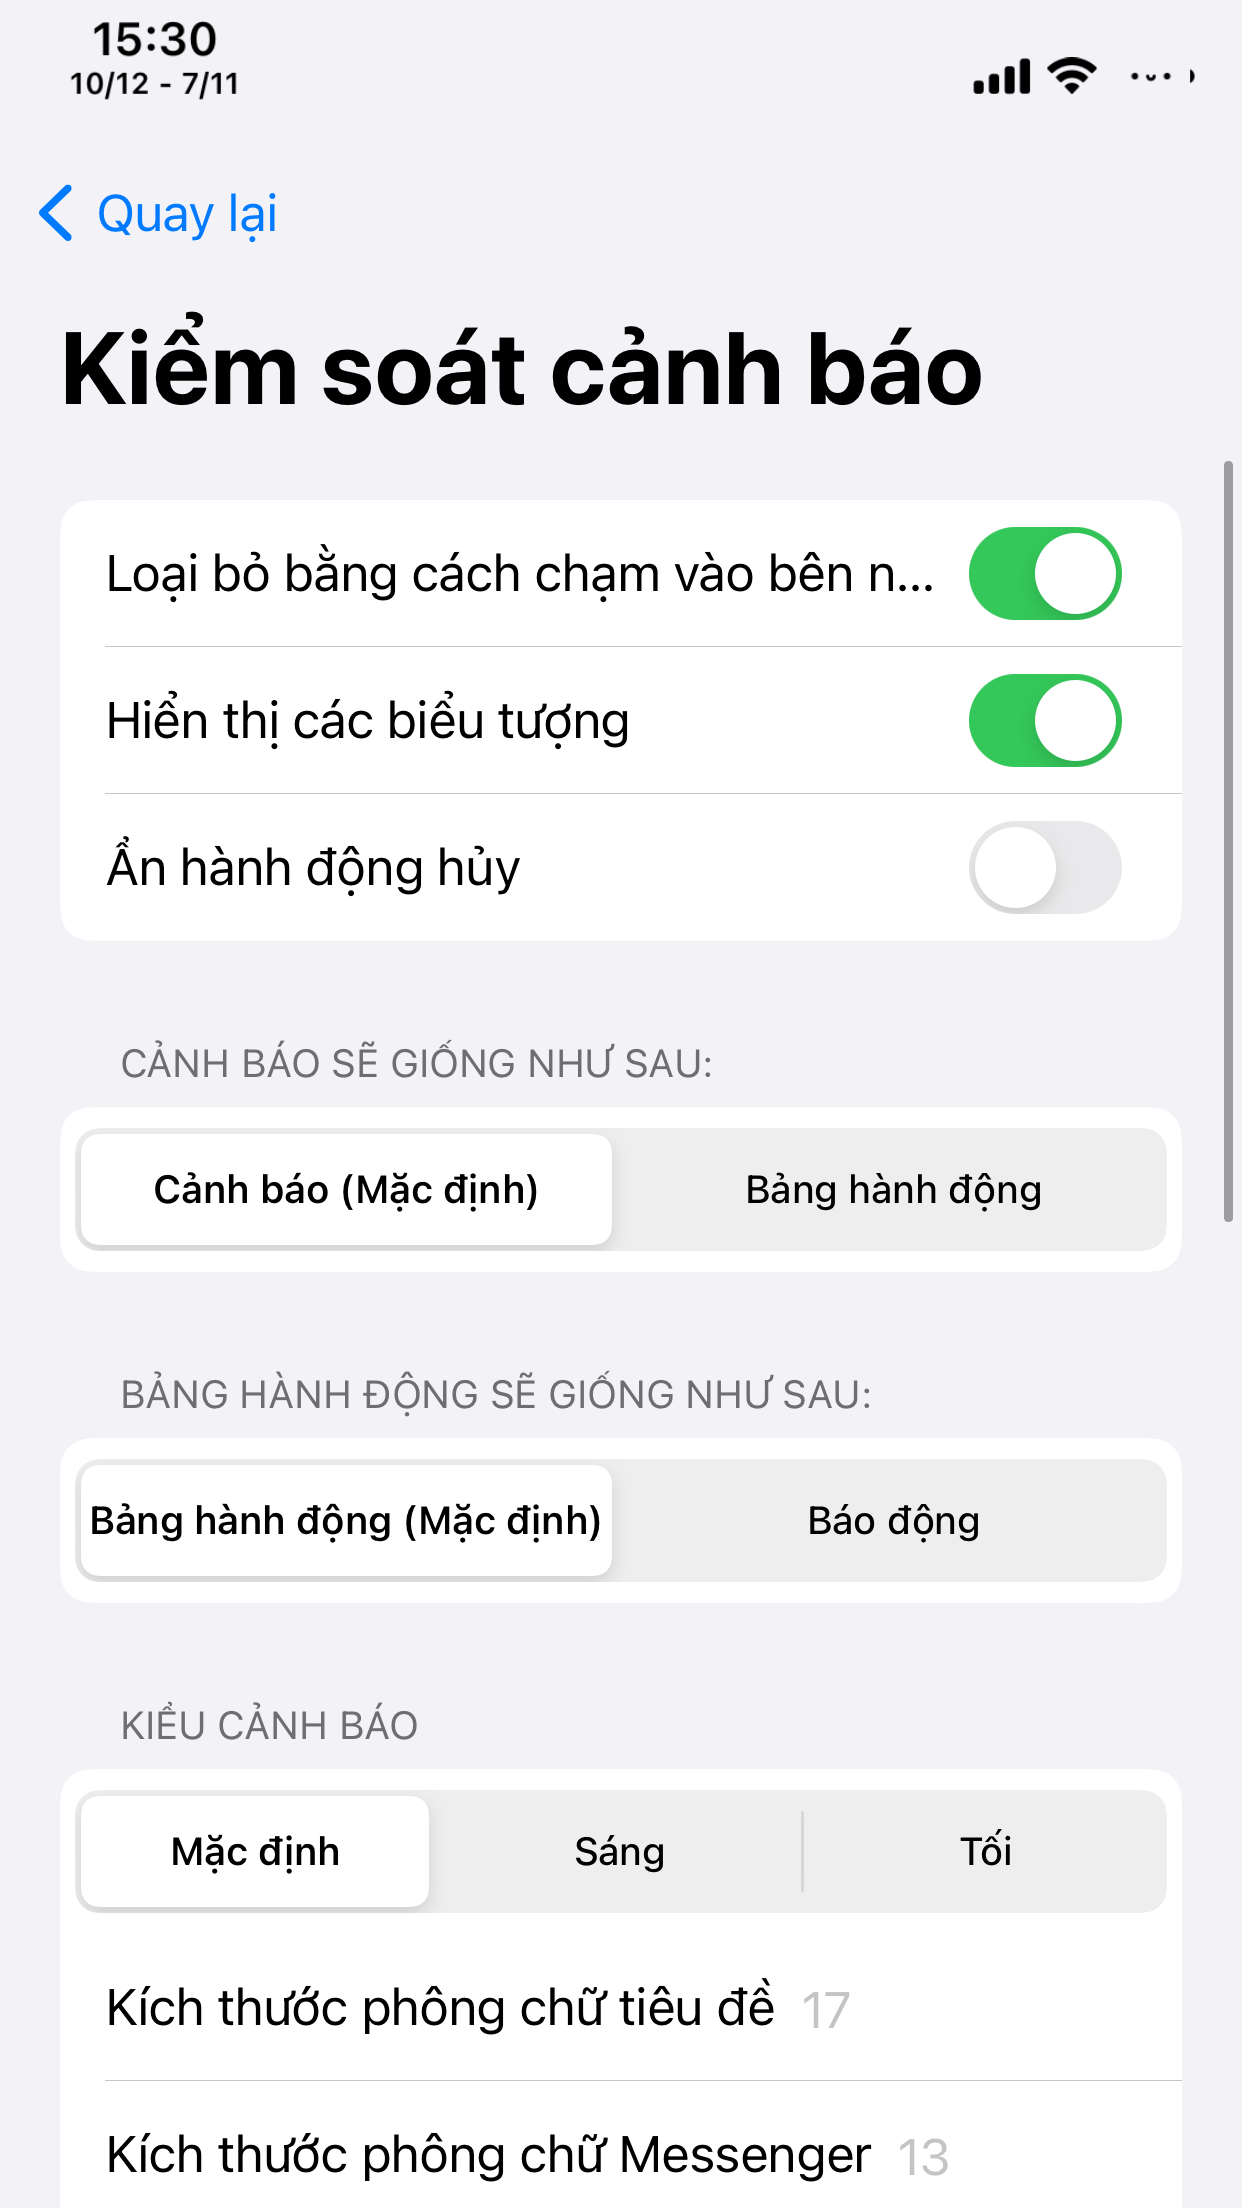 15:30
10/12 - 7/11
Quay lại
Kiểm soát cảnh báo
Loại bỏ bằng cách chạm vào bên n...
Hiển thị các biểu tượng
Ẩn hành động hủy
CẢNH BÁO SẼ GIỐNG NHƯ SAU:
Cảnh báo (Mặc định) Bảng hành động
BẢNG HÀNH ĐỘNG SẼ GIỐNG NHƯ SAU:
Bảng hành động (Mặc định) Báo động
KIỂU CẢNH BÁO
Mặc định Sáng Tối
Kích thước phông chữ tiêu đề 17
Kích thước phông chữ Messenger 13